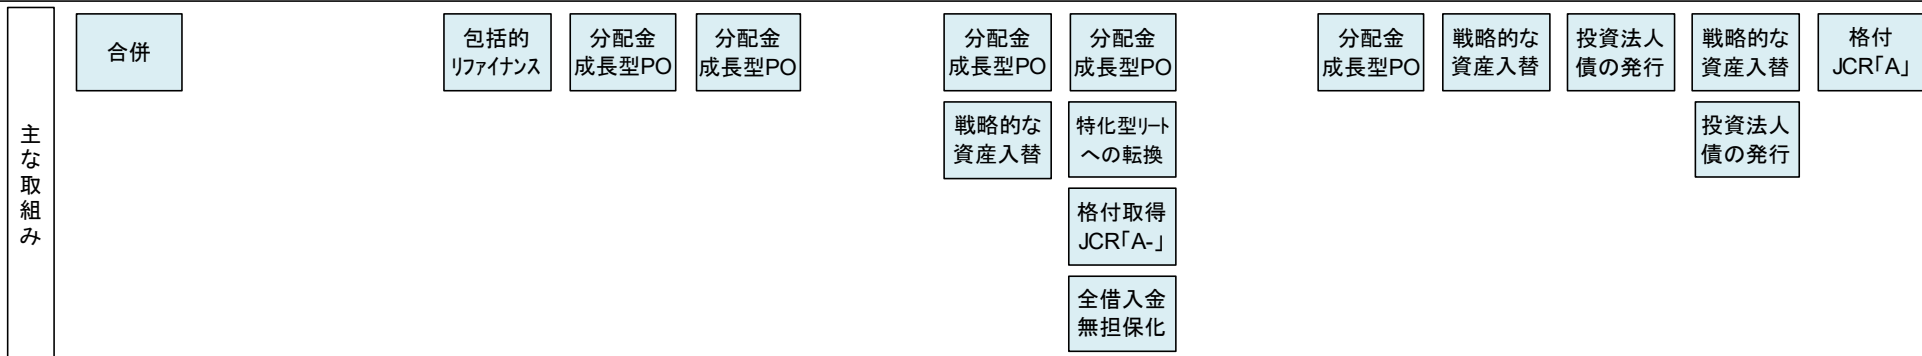 主な取組み
合併
包括的
リファイナンス
分配金
成長型PO
分配金
成長型PO
分配金
成長型PO
分配金
成長型PO
分配金
成長型PO
戦略的な
資産入替
投資法人
債の発行
戦略的な
資産入替
格付
JCR「A」
戦略的な
資産入替
特化型リート
への転換
投資法人
債の発行
格付取得
JCR「A-」
全借入金
無担保化